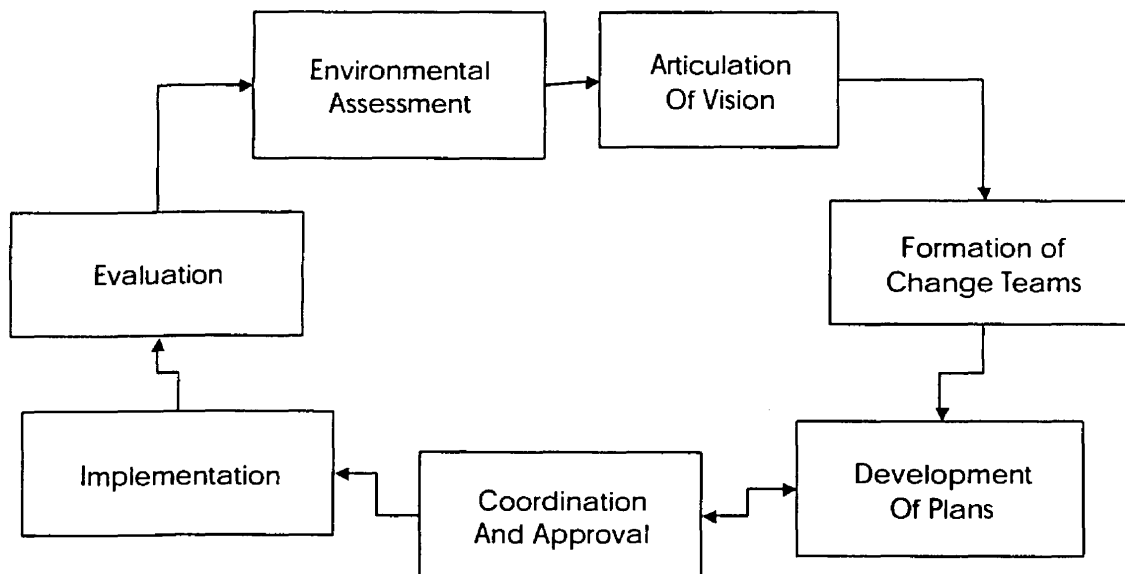 Environmental
Assessment
Articulation
Of Vision
Formation of
Change Teams
Development
Of Plans
Coordination
And Approval
Implementation
Evaluation